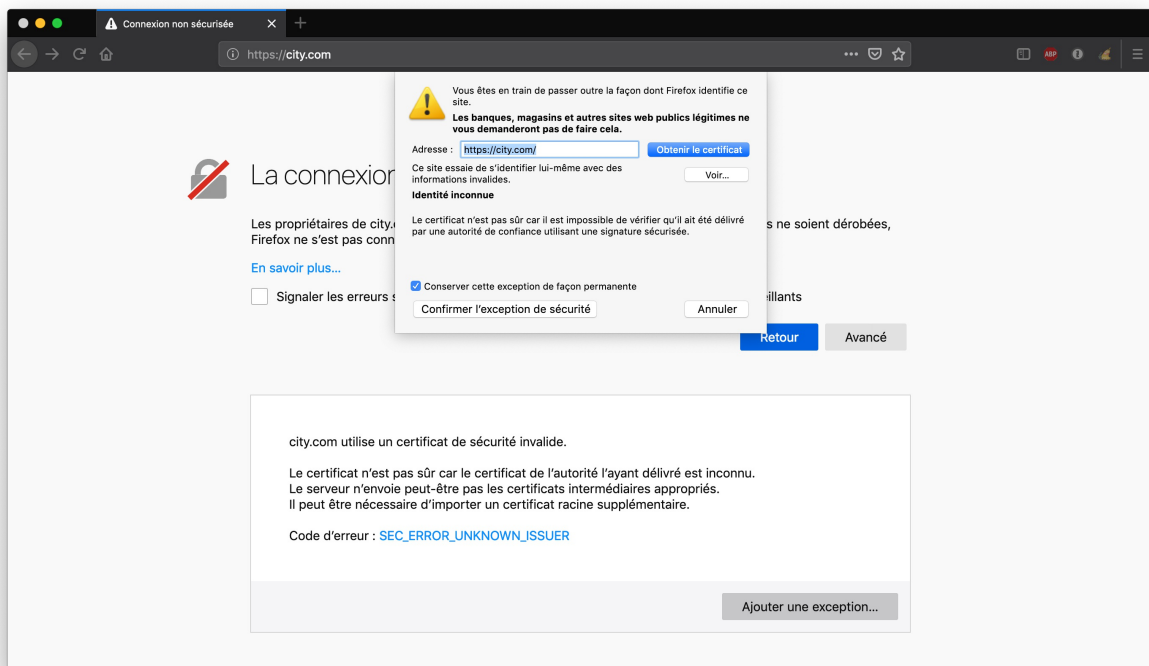 Connexion non sécurisée
https://city.com
ABP
Vous êtes en train de passer outre la façon dont Firefox identifie ce
site.
Les banques, magasins et autres sites web publics légitimes ne
vous demanderont pas de faire cela.
Adresse : https://city.com/ Obtenir le certificat
Ce site essaie de s'identifier lui-même avec des
informations invalides.
Voir...
Identité inconnue
Le certificat n'est pas sûr car il est impossible de vérifier qu'il ait été délivré
par une autorité de confiance utilisant une signature sécurisée.
Conserver cette exception de façon permanente
Confirmer l'exception de sécurité Annuler
La connexion
Les propriétaires de city. s ne soient dérobées,
Firefox ne s'est pas conn
En savoir plus...
Signaler les erreurs illants
Retour Avancé
city.com utilise un certificat de sécurité invalide.
Le certificat n'est pas sûr car le certificat de l'autorité l'ayant délivré est inconnu.
Le serveur n'envoie peut-être pas les certificats intermédiaires appropriés.
Il peut être nécessaire d'importer un certificat racine supplémentaire.
Code d'erreur : SEC_ERROR_UNKNOWN_ISSUER
Ajouter une exception...